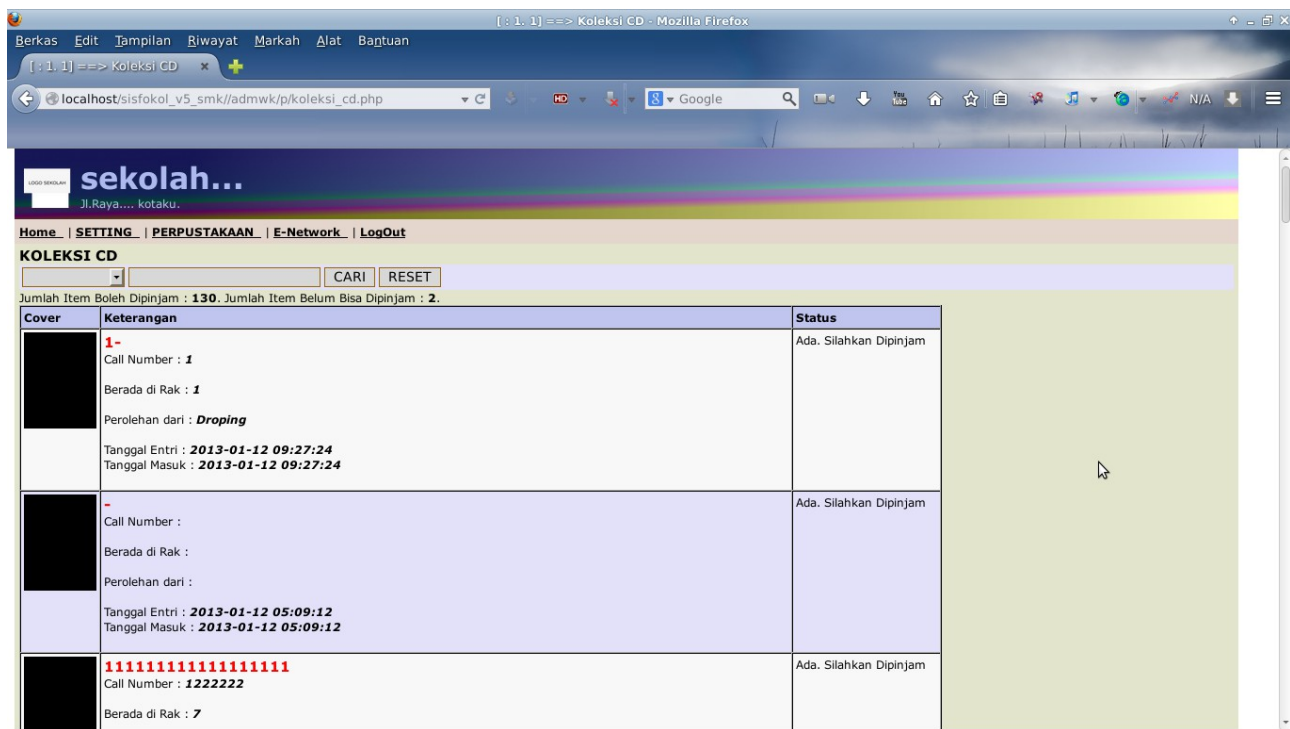 [ : 1. 1] ==> Koleksi CD - Mozilla Firefox
Berkas Edit Tampilan Riwayat Markah Alat Bantuan
[ : 1. 1] ==> Koleksi CD
localhost/sisfokol_v5_smk//admwk/p/koleksi_cd.php HD 8 Google You Tube N/A
LOGO SEKOLAH
sekolah...
Jl.Raya.... kotaku.
Home | SETTING | PERPUSTAKAAN | E-Network | LogOut
KOLEKSI CD
CARI RESET
Jumlah Item Boleh Dipinjam : 130. Jumlah Item Belum Bisa Dipinjam : 2.
Cover Keterangan Status
1- Ada. Silahkan Dipinjam
Call Number : 1
Berada di Rak : 1
Perolehan dari : Droping
Tanggal Entri : 2013-01-12 09:27:24
Tanggal Masuk : 2013-01-12 09:27:24
- Ada. Silahkan Dipinjam
Call Number :
Berada di Rak :
Perolehan dari :
Tanggal Entri : 2013-01-12 05:09:12
Tanggal Masuk : 2013-01-12 05:09:12
111111111111111111 Ada. Silahkan Dipinjam
Call Number : 1222222
Berada di Rak : 7